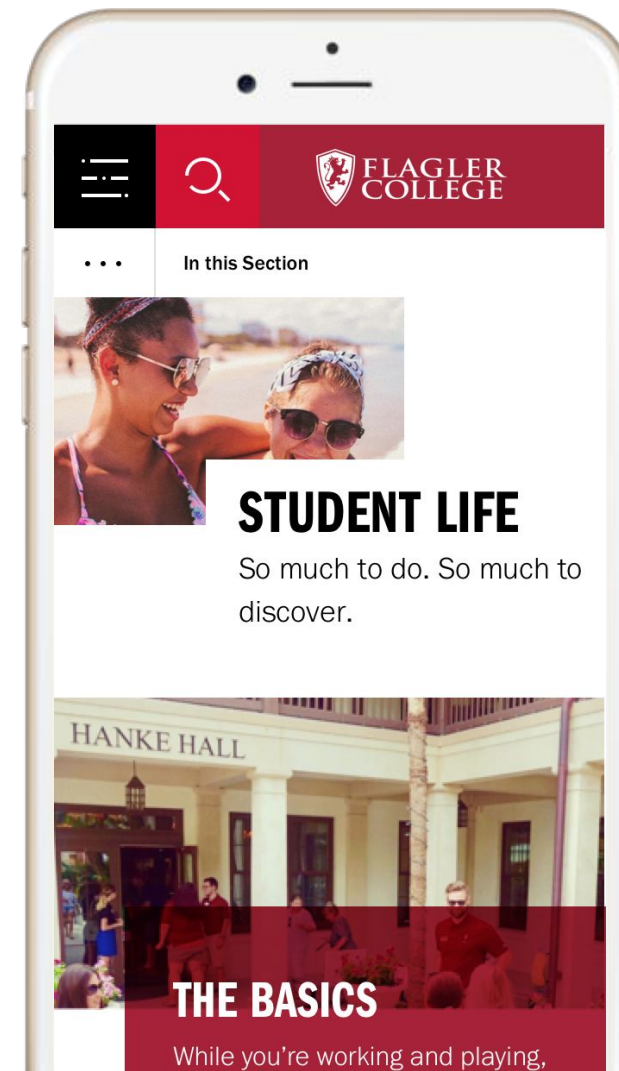 FLAGLER
COLLEGE
In this Section
STUDENT LIFE
So much to do. So much to
discover.
HANKE HALL
THE BASICS
While you’re working and playing,